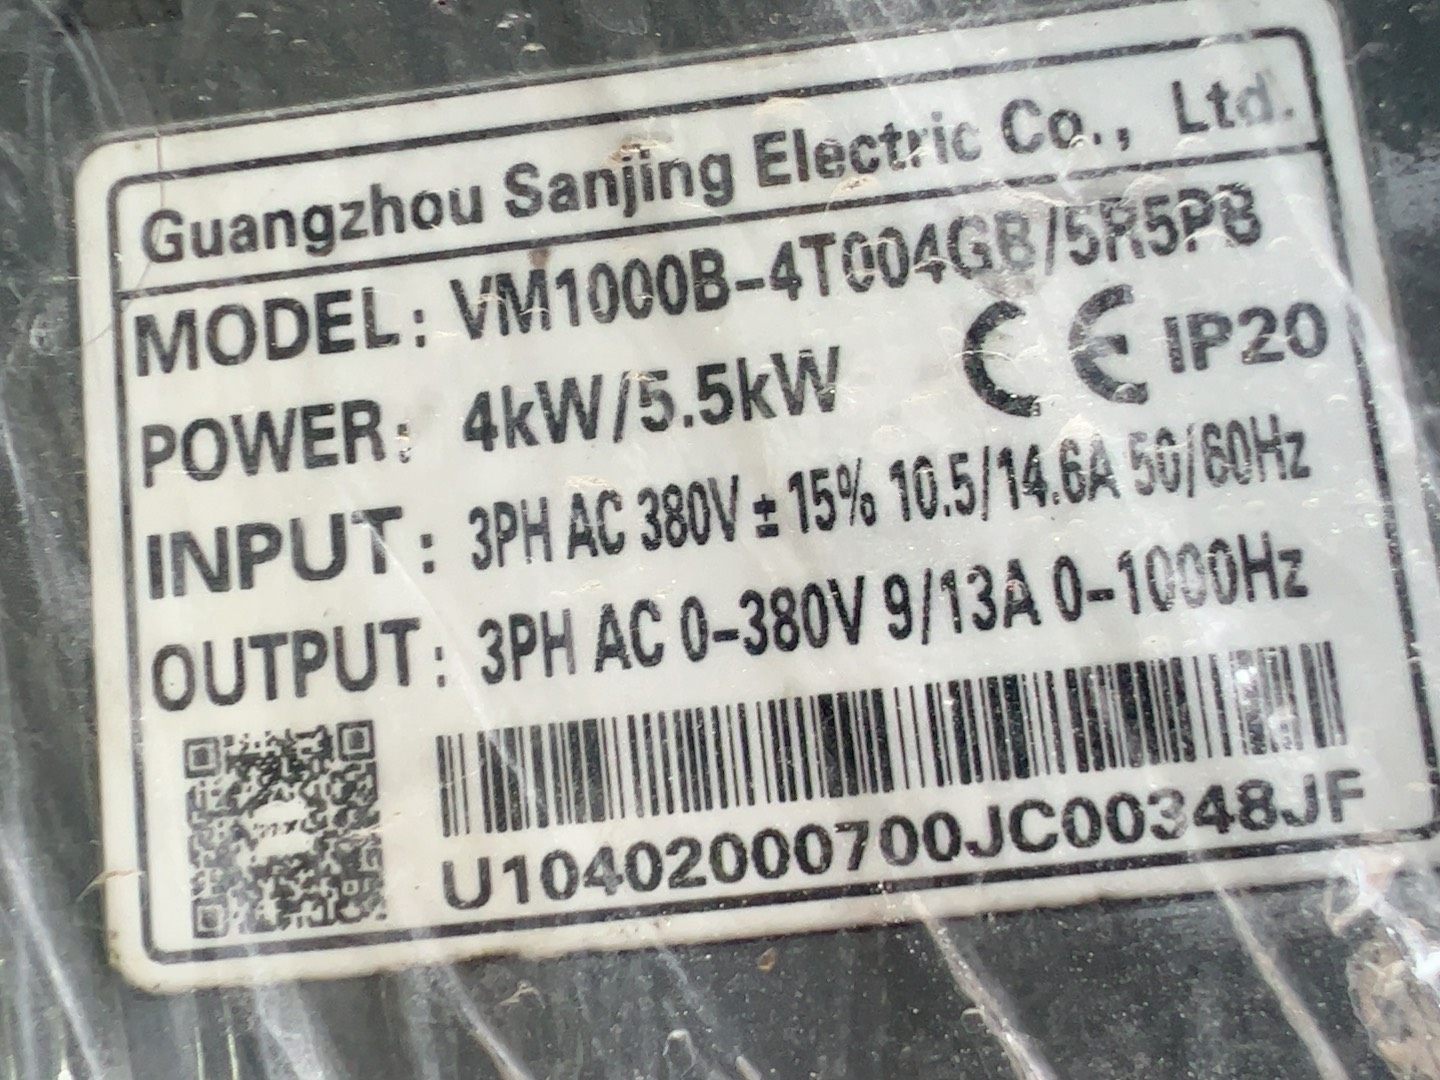 Guangzhou Sanjing Electric Co., Ltd.
MODEL: VM1000B-4T004GB/5R5PB
POWER: 4kW/5.5kW CE IP20
INPUT: 3PH AC 380V ± 15% 10.5/14.6A 50/60Hz
OUTPUT: 3PH AC 0-380V 9/13A 0-1000Hz
U10402000700JC00348JF